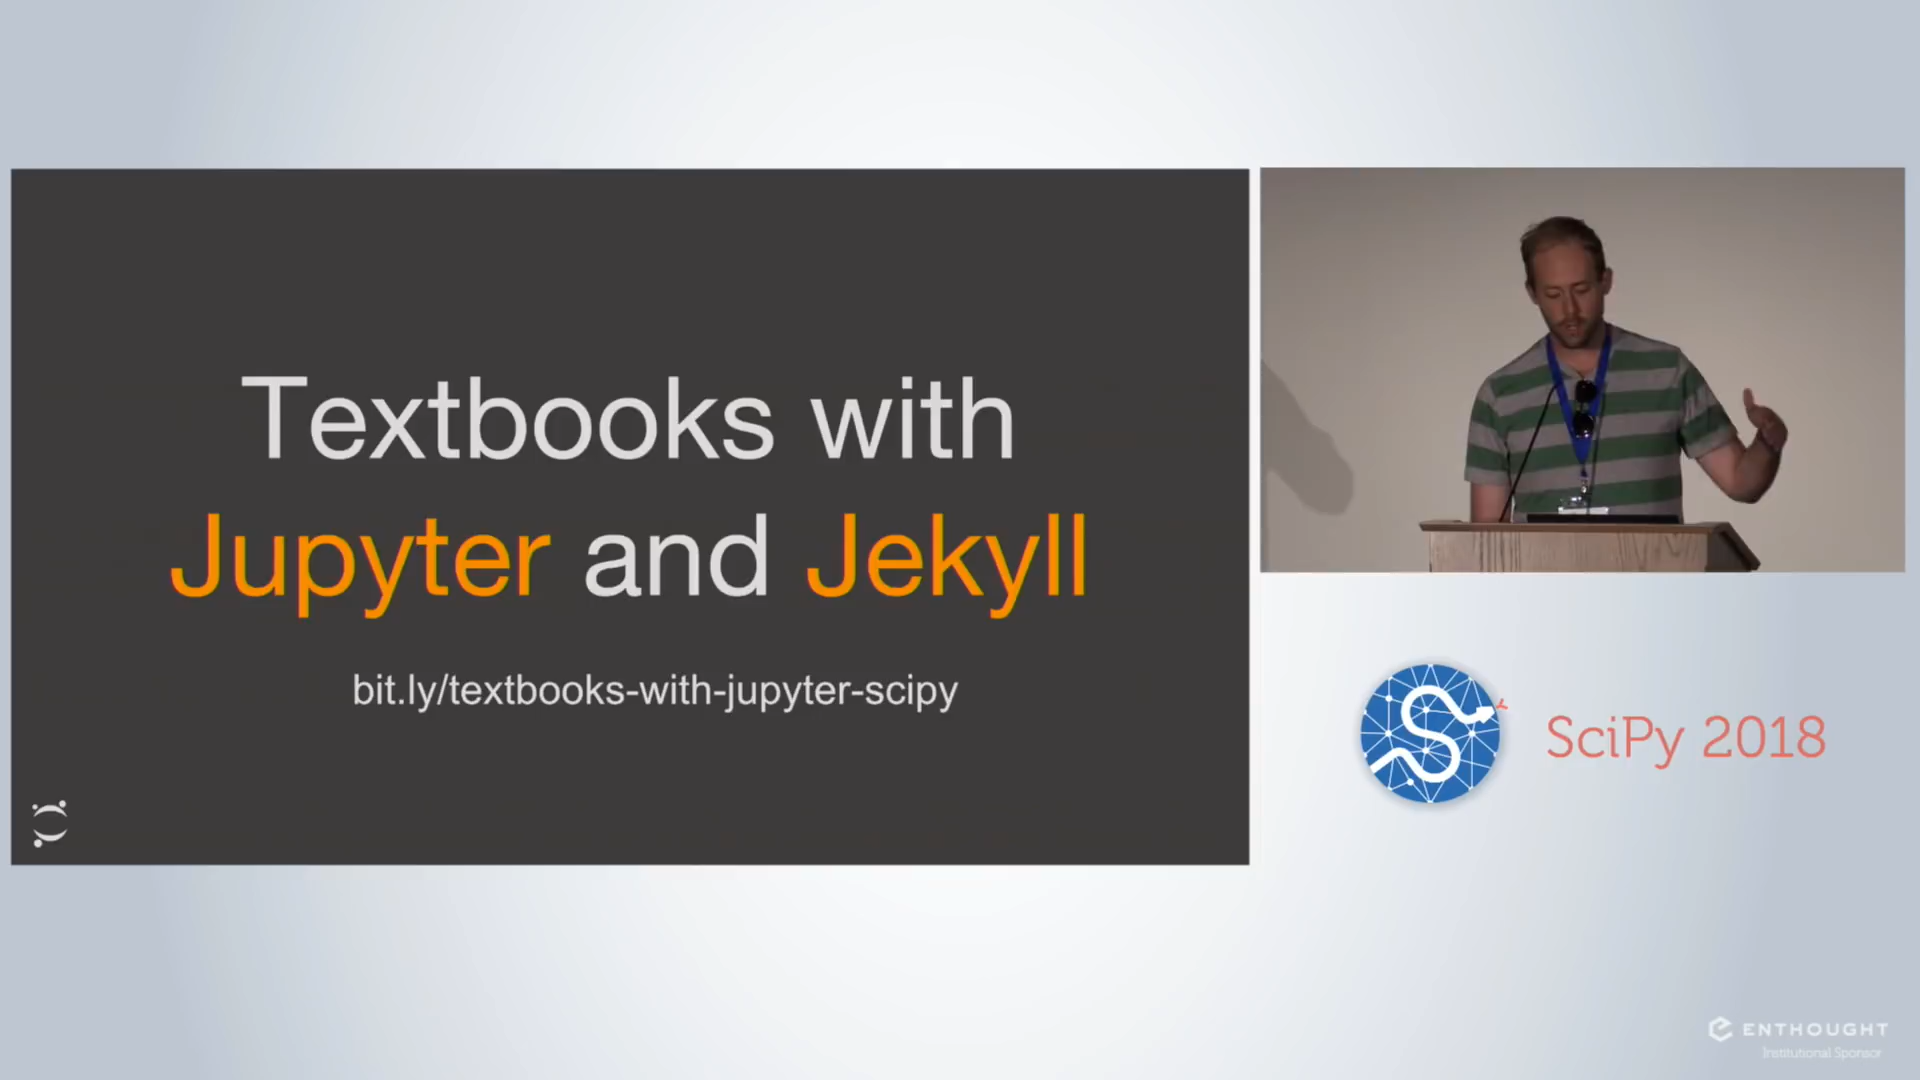 Textbooks with
Jupyter and Jekyll
bit.ly/textbooks-with-jupyter-scipy
SciPy 2018
ENTHOUGHT
Institutional Sponsor